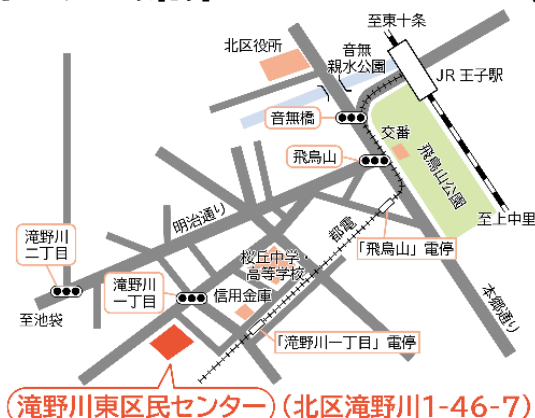 至東十条
北区役所
音無
親水公園
JR 王子駅
音無橋
交番
飛鳥山
飛鳥山公園
明治通り
都電
至上中里
「飛鳥山」電停
滝野川
二丁目
桜丘中学・
高等学校
滝野川
一丁目
信用金庫
本郷通り
至池袋
「滝野川一丁目」電停
滝野川東区民センター(北区滝野川1-46-7)